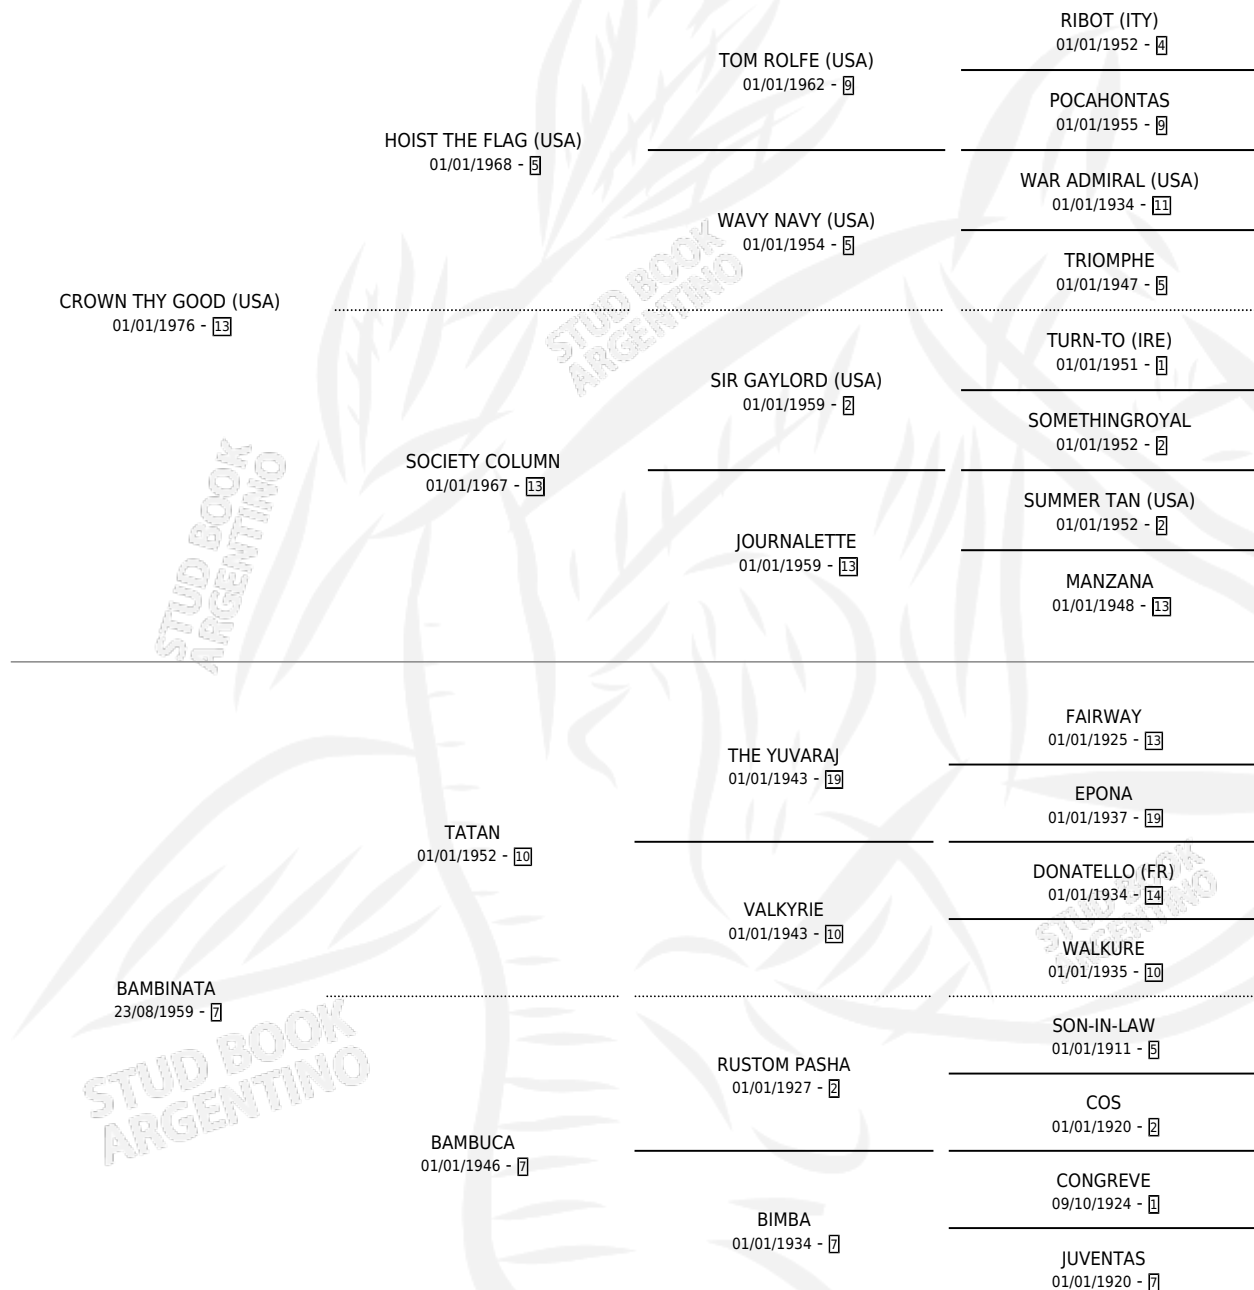 RIBOT (ITY)
01/01/1952 - 4
TOM ROLFE (USA)
01/01/1962 - 9
POCAHONTAS
01/01/1955 - 9
HOIST THE FLAG (USA)
01/01/1968 - 5
WAR ADMIRAL (USA)
01/01/1934 - 11
WAVY NAVY (USA)
01/01/1954 - 5
TRIOMPHE
01/01/1947 - 5
CROWN THY GOOD (USA)
01/01/1976 - 13
TURN-TO (IRE)
01/01/1951 - 1
SIR GAYLORD (USA)
01/01/1959 - 2
SOMETHINGROYAL
01/01/1952 - 2
SOCIETY COLUMN
01/01/1967 - 13
SUMMER TAN (USA)
01/01/1952 - 2
JOURNALETTE
01/01/1959 - 13
MANZANA
01/01/1948 - 13
FAIRWAY
01/01/1925 - 13
THE YUVARAJ
01/01/1943 - 19
EPONA
01/01/1937 - 19
TATAN
01/01/1952 - 10
DONATELLO (FR)
01/01/1934 - 14
VALKYRIE
01/01/1943 - 10
WALKURE
01/01/1935 - 10
BAMBINATA
23/08/1959 - 7
SON-IN-LAW
01/01/1911 - 5
RUSTOM PASHA
01/01/1927 - 2
COS
01/01/1920 - 2
BAMBUCA
01/01/1946 - 7
CONGREVE
09/10/1924 - 1
BIMBA
01/01/1934 - 7
JUVENTAS
01/01/1920 - 7
STUD BOOK
ARGENTINO
STUD BOOK
ARGENTINO
STUD BOOK
ARGENTINO
STUD BOOK
ARGENTINO